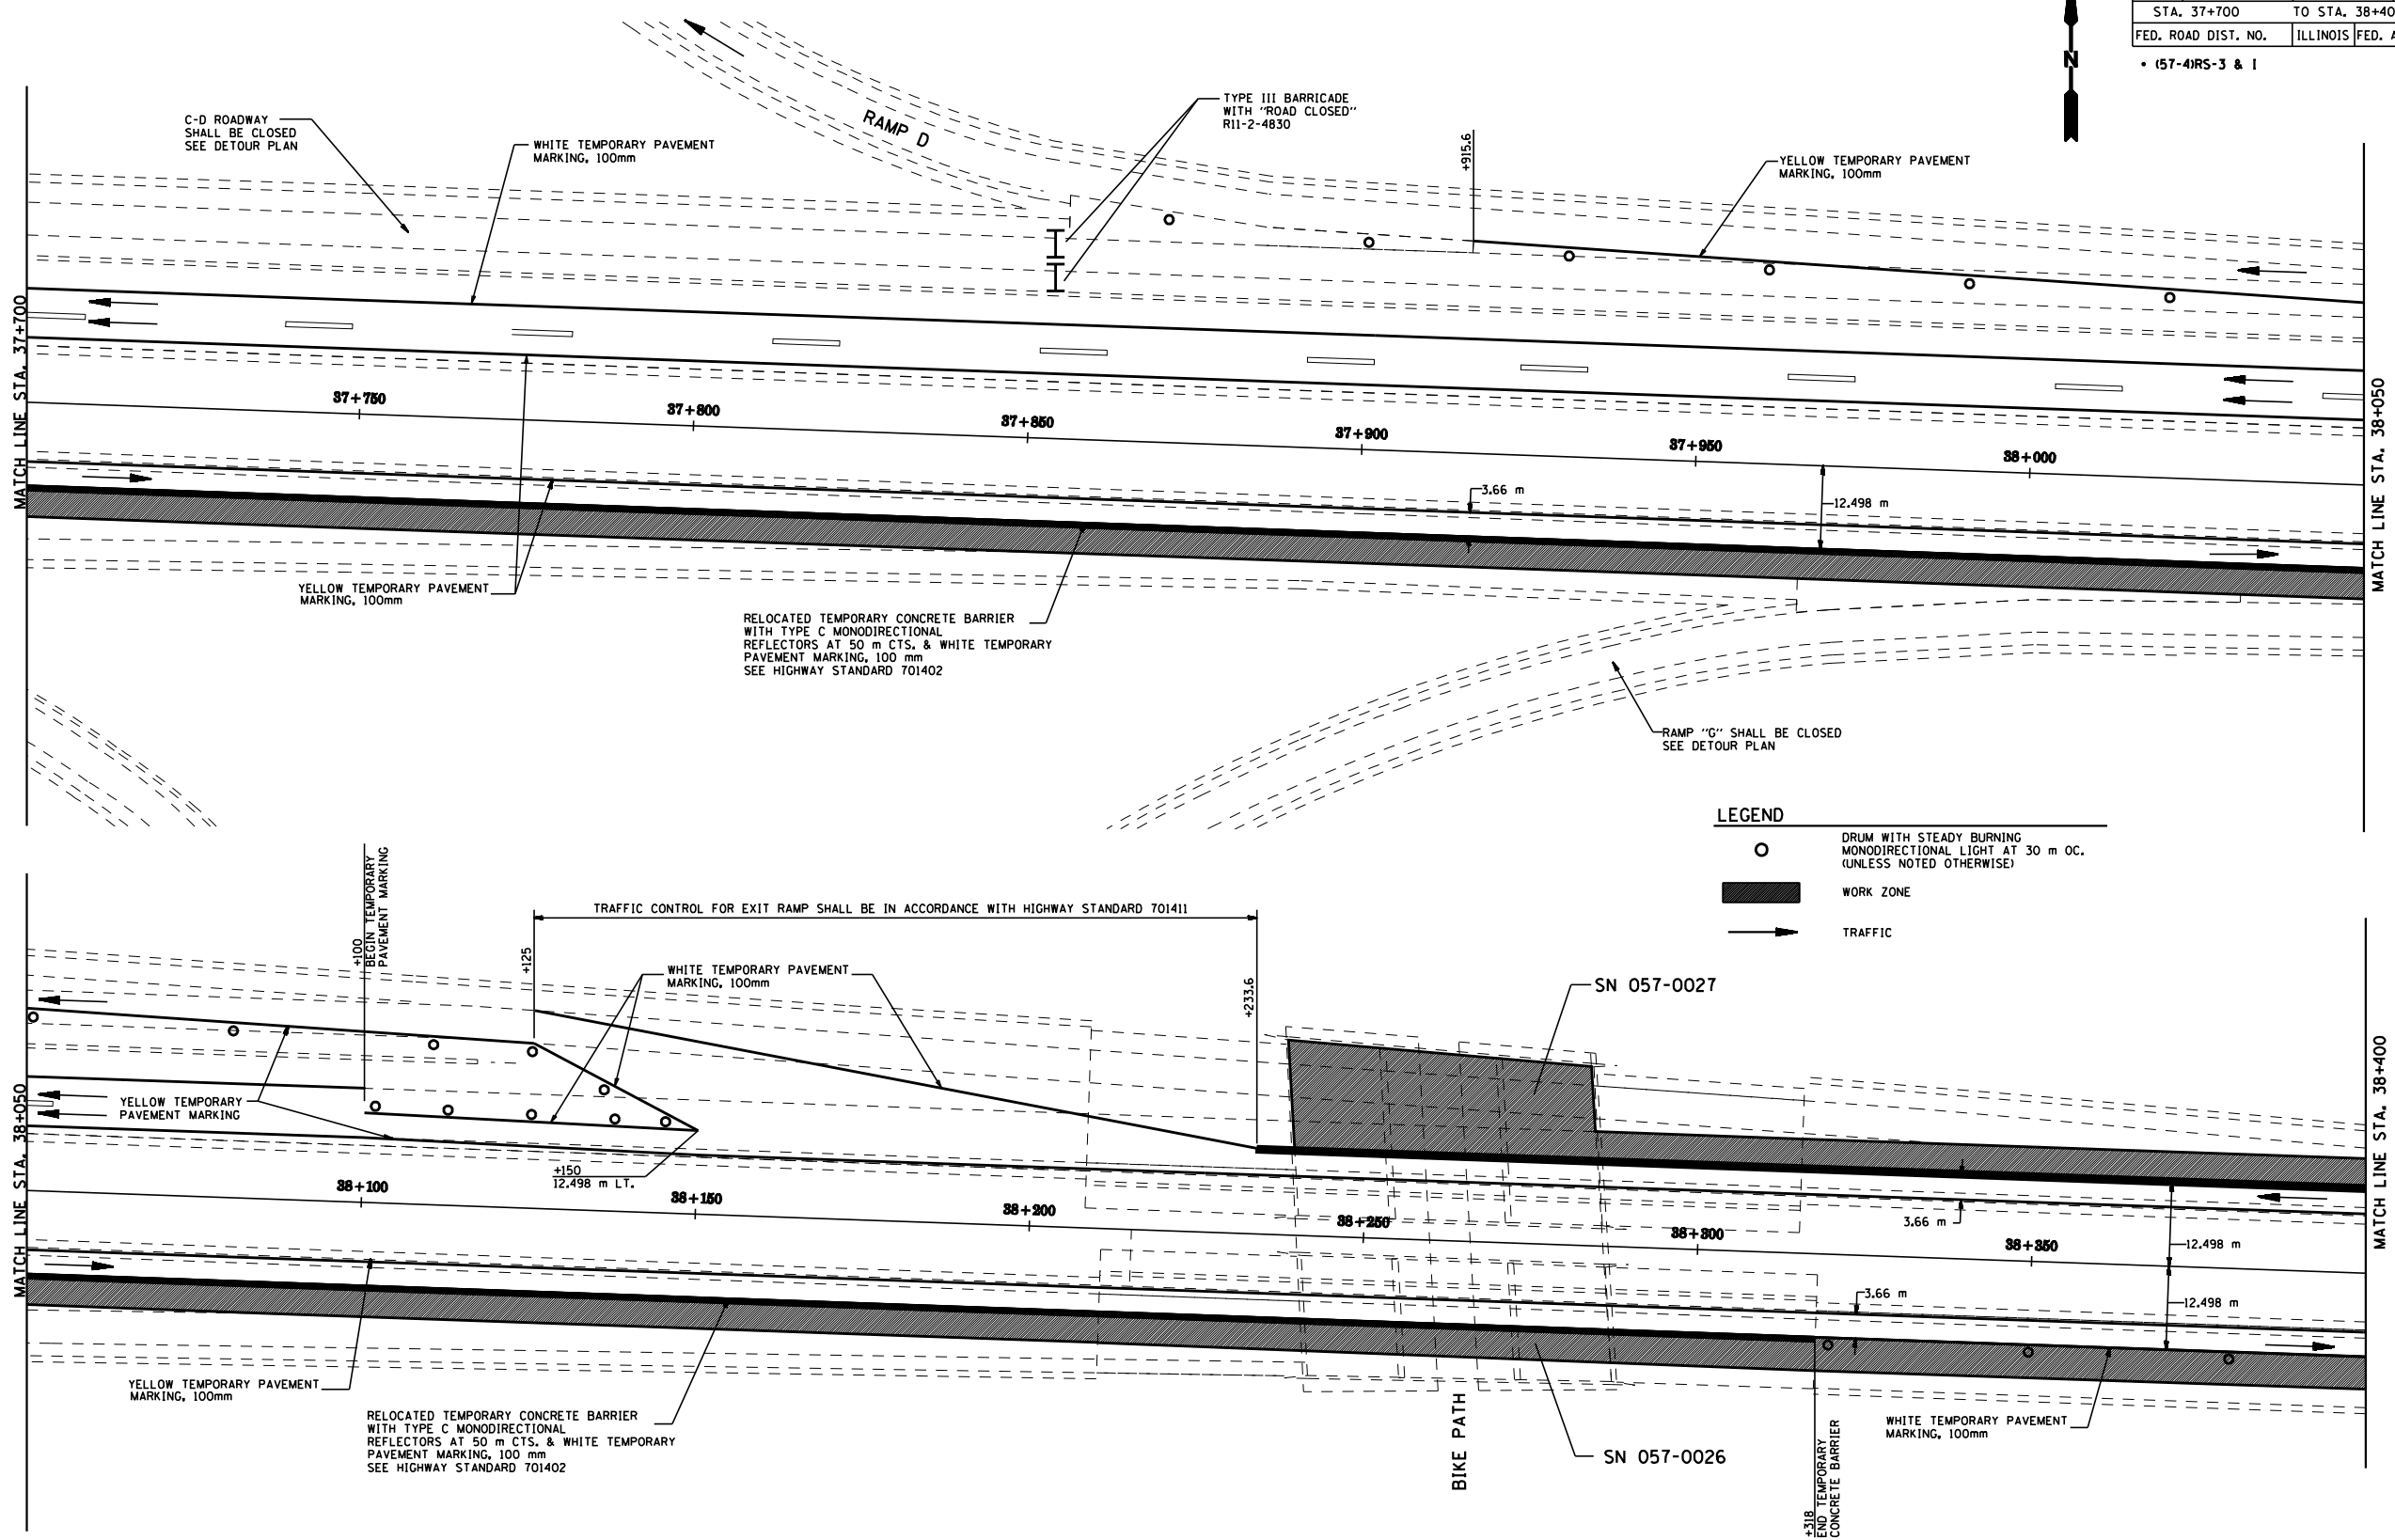 STA. 37+700 TO STA. 38+40
FED. ROAD DIST. NO. ILLINOIS FED. A
• (57-4)RS-3 & I
N
C-D ROADWAY
SHALL BE CLOSED
SEE DETOUR PLAN
WHITE TEMPORARY PAVEMENT
MARKING, 100mm
RAMP D
TYPE III BARRICADE
WITH "ROAD CLOSED"
R11-2-4830
+915.6
YELLOW TEMPORARY PAVEMENT
MARKING, 100mm
MATCH LINE STA. 37+700
37+750
37+800
37+850
37+900
37+950
38+000
MATCH LINE STA. 38+050
3.66 m
12.498 m
YELLOW TEMPORARY PAVEMENT
MARKING, 100mm
RELOCATED TEMPORARY CONCRETE BARRIER
WITH TYPE C MONODIRECTIONAL
REFLECTORS AT 50 m CTS. & WHITE TEMPORARY
PAVEMENT MARKING, 100 mm
SEE HIGHWAY STANDARD 701402
RAMP "G" SHALL BE CLOSED
SEE DETOUR PLAN
LEGEND
DRUM WITH STEADY BURNING
MONODIRECTIONAL LIGHT AT 30 m OC.
(UNLESS NOTED OTHERWISE)
WORK ZONE
TRAFFIC
+100
BEGIN TEMPORARY
PAVEMENT MARKING
+125
TRAFFIC CONTROL FOR EXIT RAMP SHALL BE IN ACCORDANCE WITH HIGHWAY STANDARD 701411
WHITE TEMPORARY PAVEMENT
MARKING, 100mm
+233.6
SN 057-0027
MATCH LINE STA. 38+050
YELLOW TEMPORARY
PAVEMENT MARKING
+150
12.498 m LT.
38+100
38+150
38+200
38+250
38+300
38+350
3.66 m
12.498 m
3.66 m
12.498 m
MATCH LINE STA. 38+400
YELLOW TEMPORARY PAVEMENT
MARKING, 100mm
RELOCATED TEMPORARY CONCRETE BARRIER
WITH TYPE C MONODIRECTIONAL
REFLECTORS AT 50 m CTS. & WHITE TEMPORARY
PAVEMENT MARKING, 100 mm
SEE HIGHWAY STANDARD 701402
BIKE PATH
SN 057-0026
+318
END TEMPORARY
CONCRETE BARRIER
WHITE TEMPORARY PAVEMENT
MARKING, 100mm